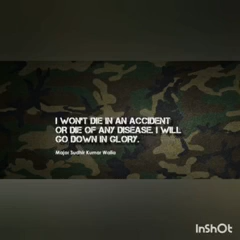 I WON'T DIE IN AN ACCIDENT
OR DIE OF ANY DISEASE. I WILL
GO DOWN IN GLORY.
Major Sudhir Kumar Walia
InShOt